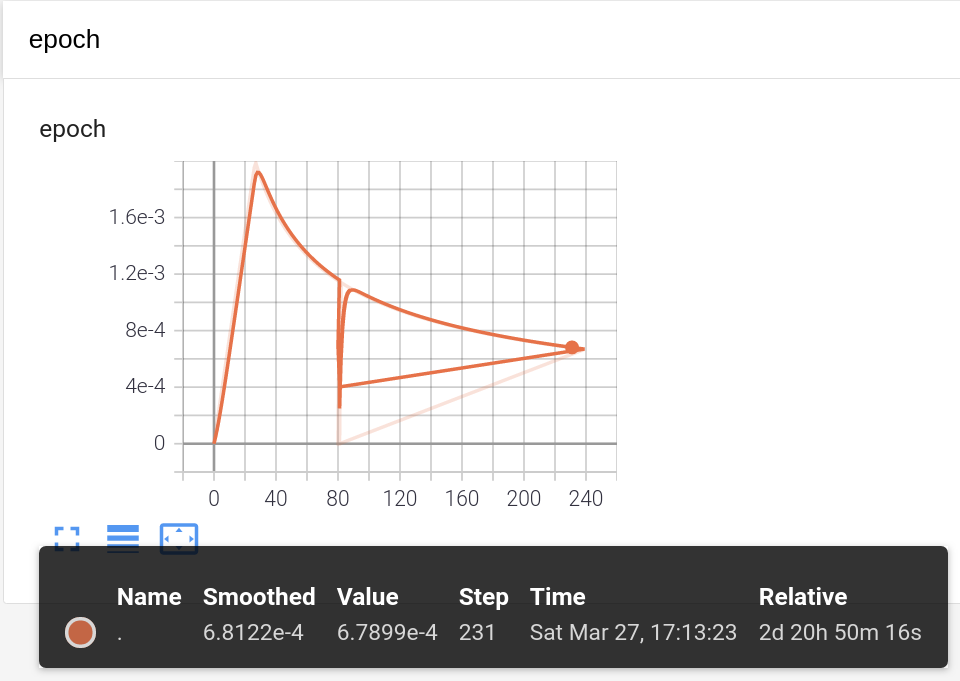 epoch
epoch
1.6e-3
1.2e-3
8e-4
4e-4
0
0 40 80 120 160 200 240
Name Smoothed Value Step Time Relative
. 6.8122e-4 6.7899e-4 231 Sat Mar 27, 17:13:23 2d 20h 50m 16s